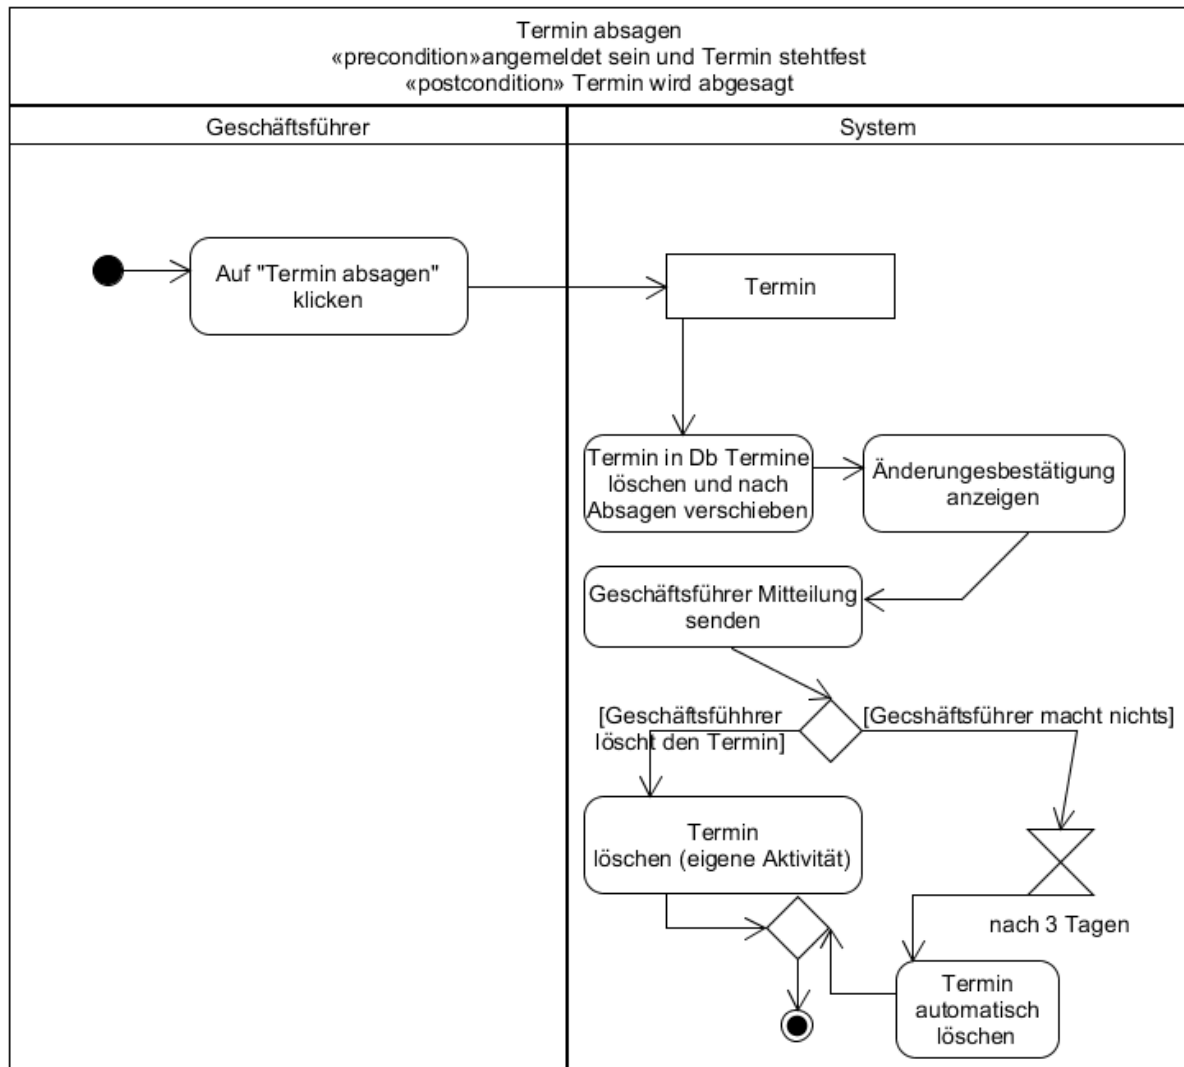 Termin absagen
«precondition»angemeldet sein und Termin stehtfest
«postcondition» Termin wird abgesagt
Geschäftsführer
System
Auf "Termin absagen"
klicken
Termin
Termin in Db Termine
löschen und nach
Absagen verschieben
Änderungesbestätigung
anzeigen
Geschäftsführer Mitteilung
senden
[Geschäftsfühhrer
löscht den Termin]
[Gecshäftsführer macht nichts]
Termin
löschen (eigene Aktivität)
nach 3 Tagen
Termin
automatisch
löschen